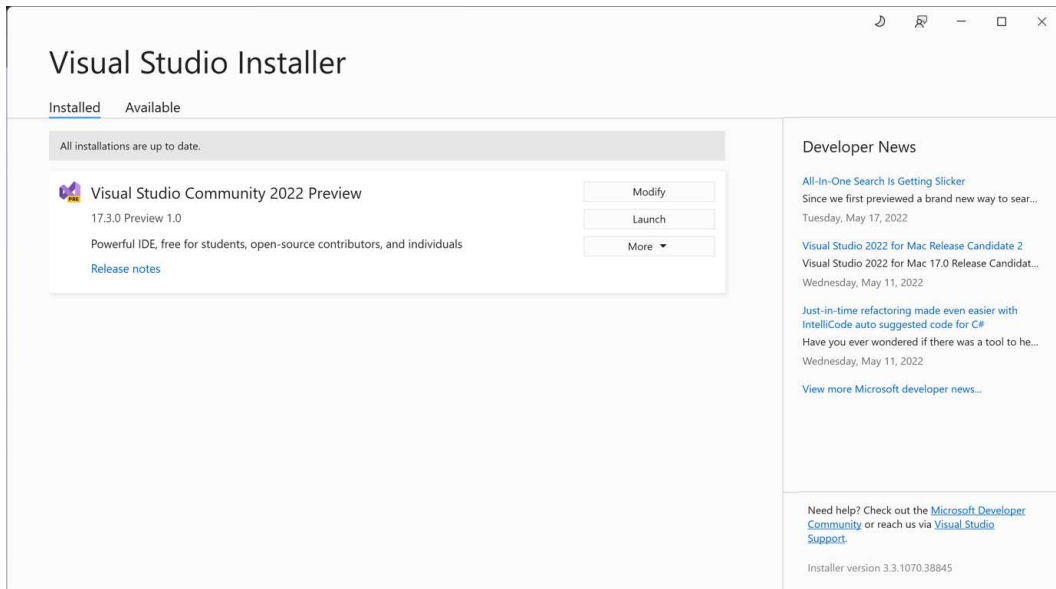 Visual Studio Installer
Installed
Available
All installations are up to date.
PRE
Visual Studio Community 2022 Preview
17.3.0 Preview 1.0
Powerful IDE, free for students, open-source contributors, and individuals
Release notes
Modify
Launch
More
Developer News
All-In-One Search Is Getting Slicker
Since we first previewed a brand new way to sear...
Tuesday, May 17, 2022
Visual Studio 2022 for Mac Release Candidate 2
Visual Studio 2022 for Mac 17.0 Release Candidat...
Wednesday, May 11, 2022
Just-in-time refactoring made even easier with
IntelliCode auto suggested code for C#
Have you ever wondered if there was a tool to he...
Wednesday, May 11, 2022
View more Microsoft developer news...
Need help? Check out the Microsoft Developer
Community or reach us via Visual Studio
Support.
Installer version 3.3.1070.38845